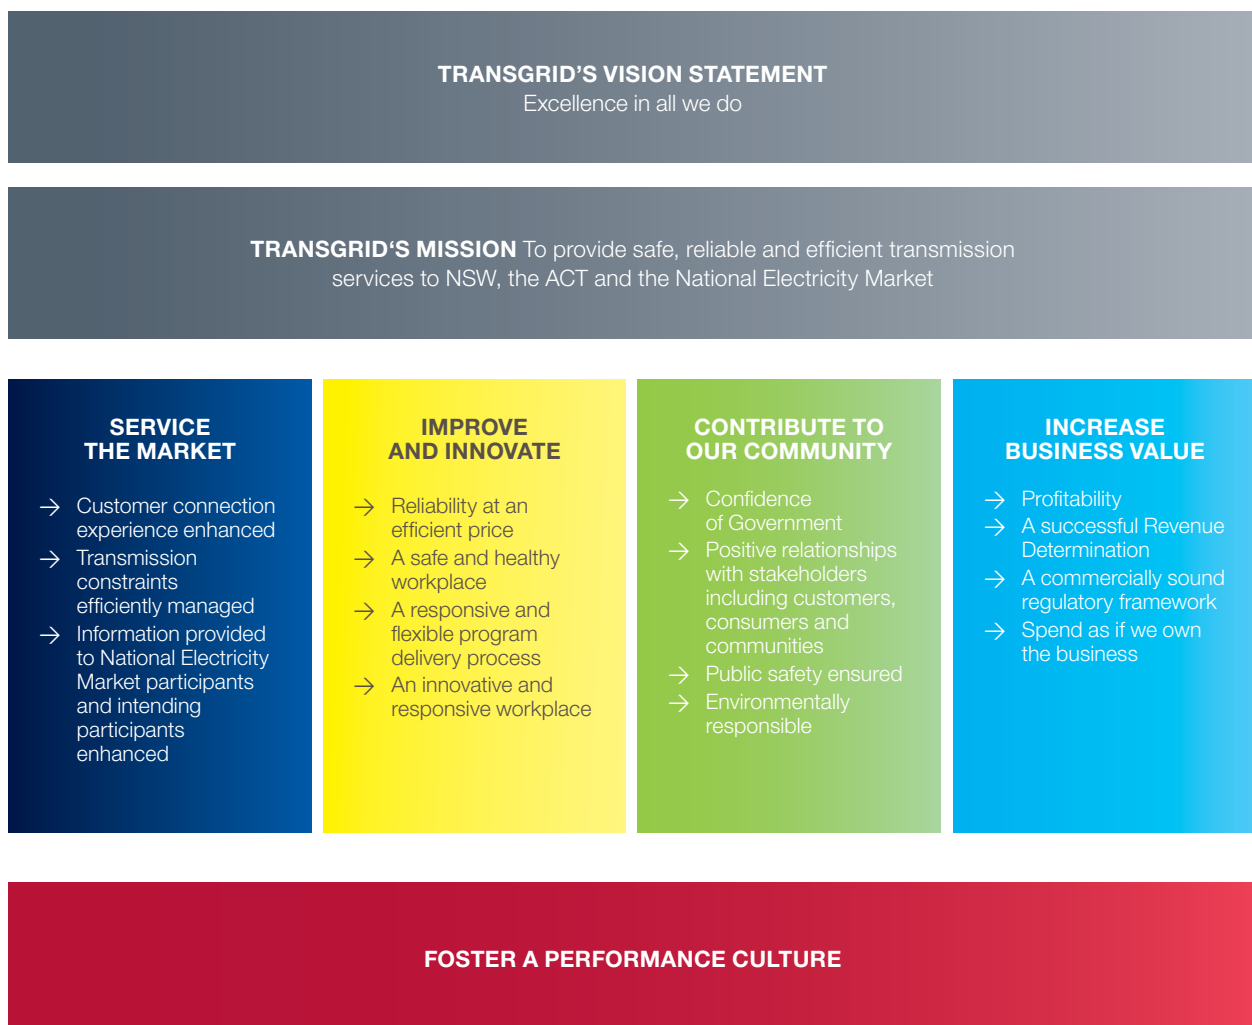 TRANSGRID’S VISION STATEMENT
Excellence in all we do
TRANSGRID‘S MISSION To provide safe, reliable and efficient transmission
services to NSW, the ACT and the National Electricity Market
SERVICE
THE MARKET
→ Customer connection
experience enhanced
→ Transmission
constraints
efficiently managed
→ Information provided
to National Electricity
Market participants
and intending
participants
enhanced
IMPROVE
AND INNOVATE
→ Reliability at an
efficient price
→ A safe and healthy
workplace
→ A responsive and
flexible program
delivery process
→ An innovative and
responsive workplace
CONTRIBUTE TO
OUR COMMUNITY
→ Confidence
of Government
→ Positive relationships
with stakeholders
including customers,
consumers and
communities
→ Public safety ensured
→ Environmentally
responsible
INCREASE
BUSINESS VALUE
→ Profitability
→ A successful Revenue
Determination
→ A commercially sound
regulatory framework
→ Spend as if we own
the business
FOSTER A PERFORMANCE CULTURE